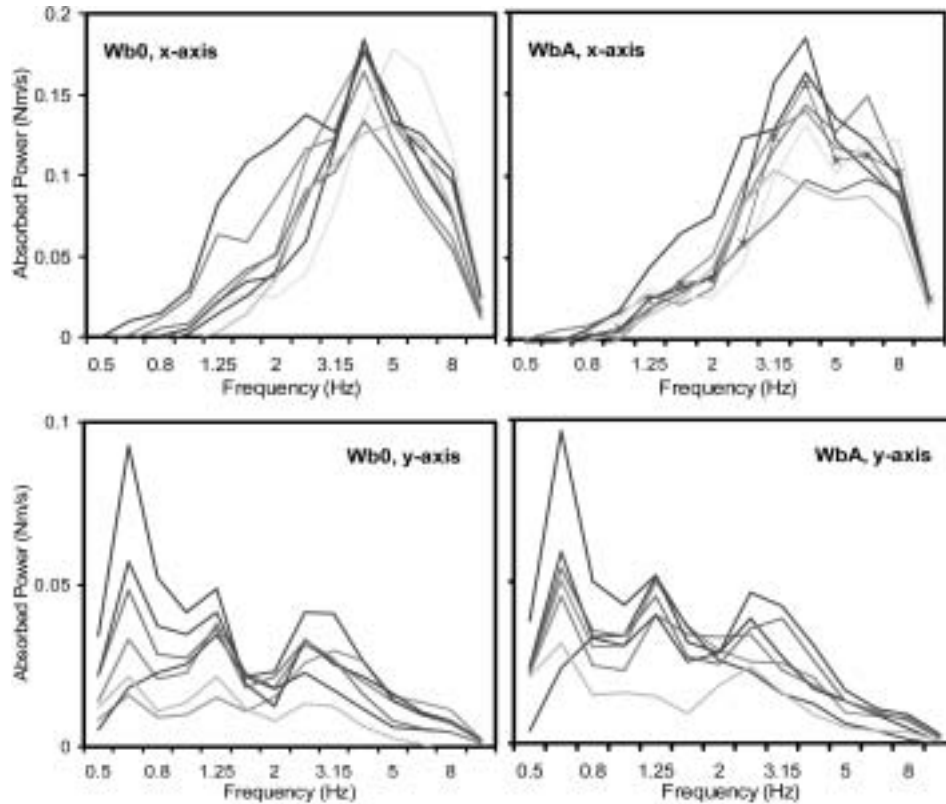 0.2
Wb0, x-axis
WbA, x-axis
0.15
0.1
0.05
0
Absorbed Power (Nm/s)
0.5 0.8 1.25 2 3.15 5 8
Frequency (Hz)
0.5 0.8 1.25 2 3.15 5 8
Frequency (Hz)
0.1
Wb0, y-axis
WbA, y-axis
0.05
0
Absorbed Power (Nm/s)
0.5 0.8 1.25 2 3.15 5 8
Frequency (Hz)
0.5 0.8 1.25 2 3.15 5 8
Frequency (Hz)